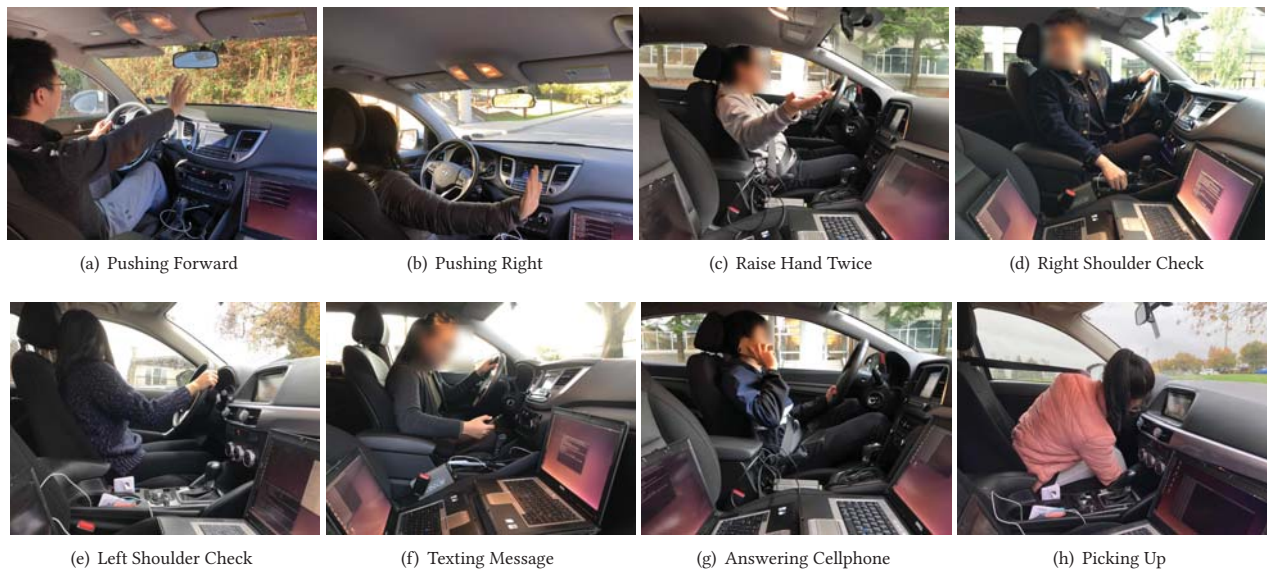 (a) Pushing Forward
(b) Pushing Right
(c) Raise Hand Twice
(d) Right Shoulder Check
(e) Left Shoulder Check
(f) Texting Message
(g) Answering Cellphone
(h) Picking Up